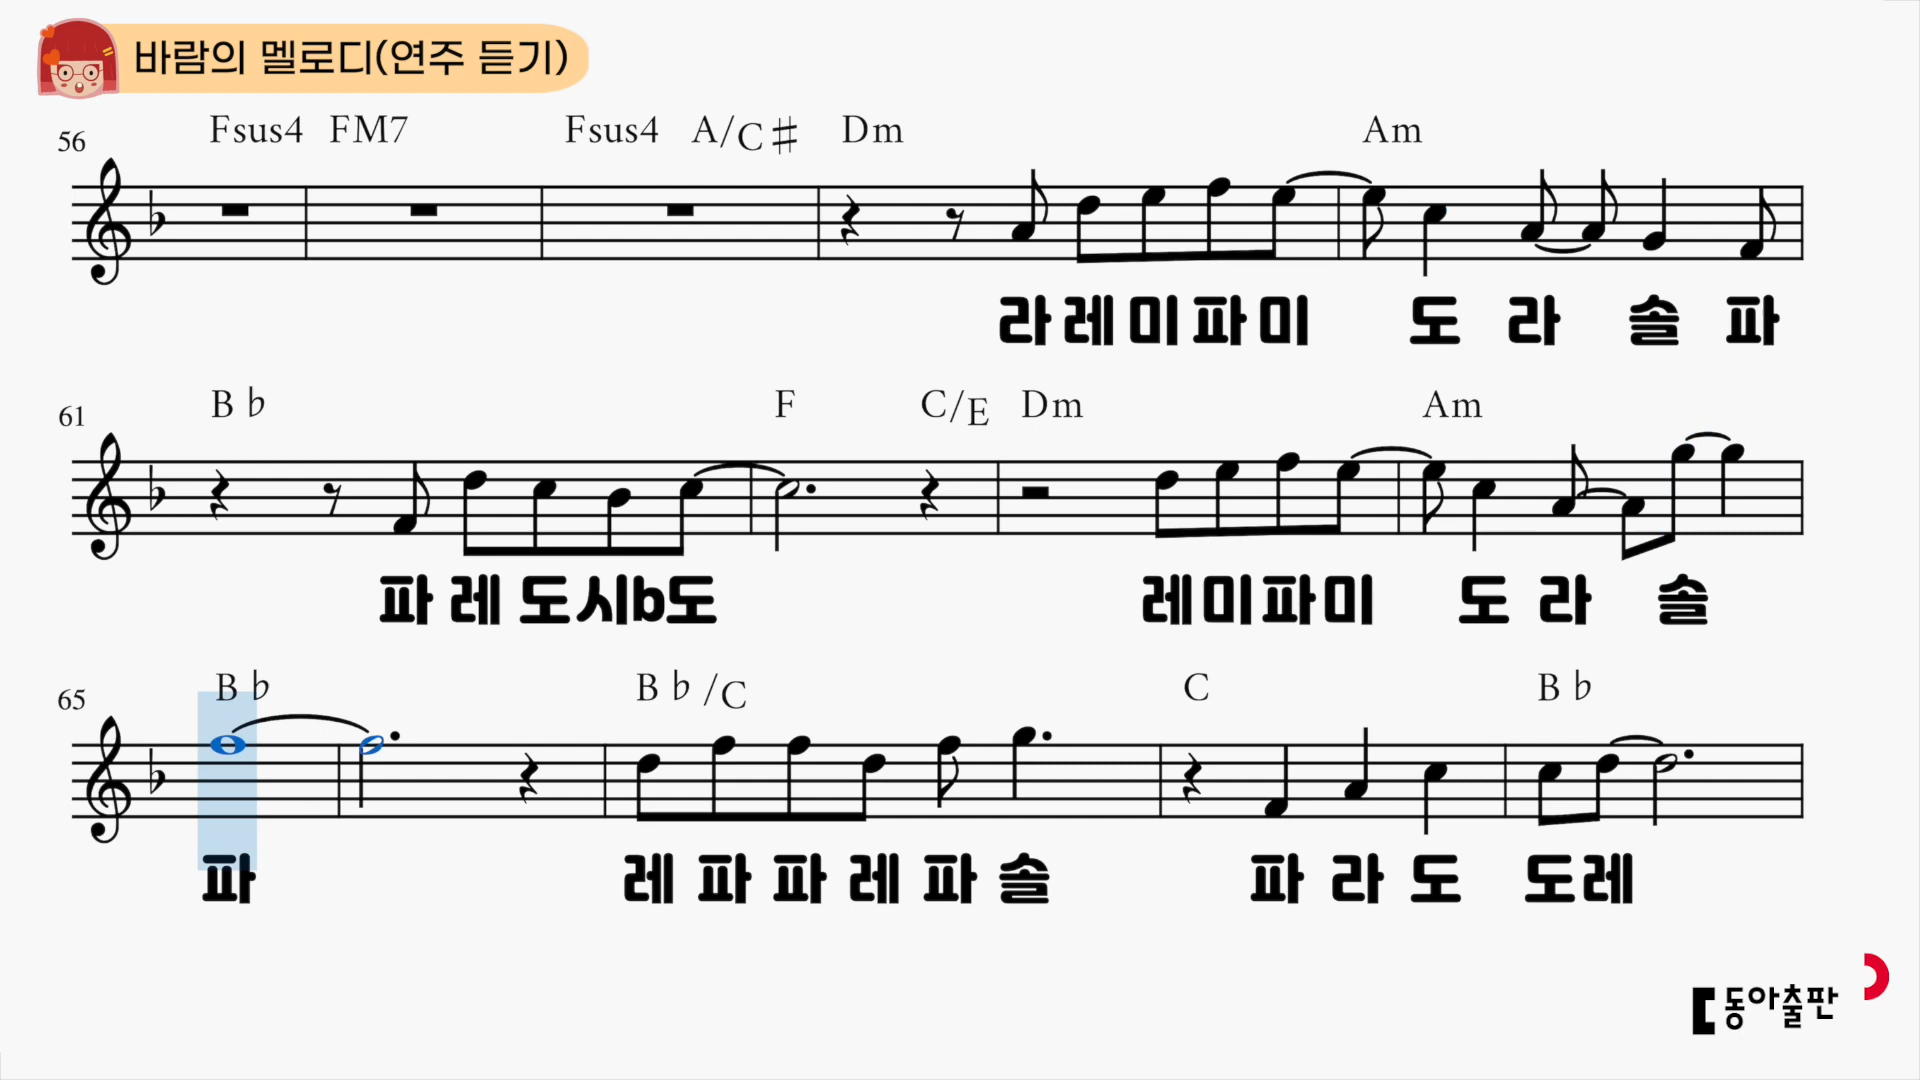 바람의 멜로디(연주 듣기)
56 Fsus4 FM7 Fsus4 A/C♯ Dm Am
라 레 미 파 미 도 라 솔 파
61 B♭ F C/E Dm Am
파 레 도 시b 도 레 미 파 미 도 라 솔
65 B♭ B♭/C C B♭
파 레 파 파 레 파 솔 파 라 도 도 레
동아출판